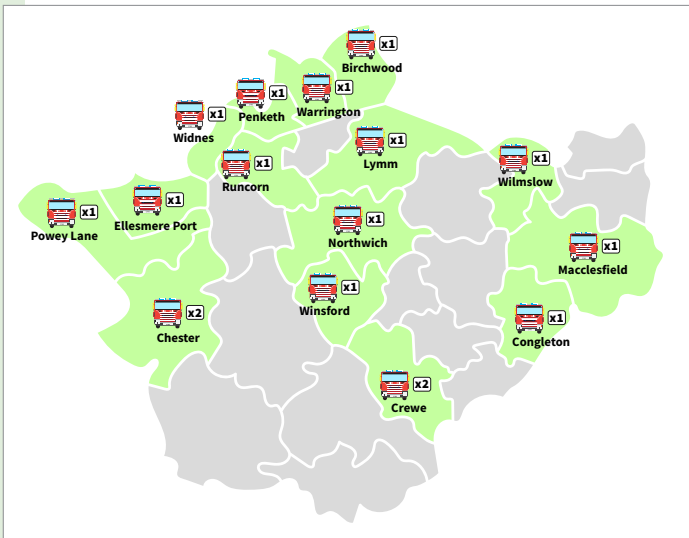 x1
Birchwood
x1
Warrington
x1
Penketh
x1
Widnes
x1
Lymm
x1
Runcorn
x1
Wilmslow
x1
Ellesmere Port
x1
Powey Lane
x1
Northwich
x1
Macclesfield
x1
Winsford
x2
Chester
x1
Congleton
x2
Crewe